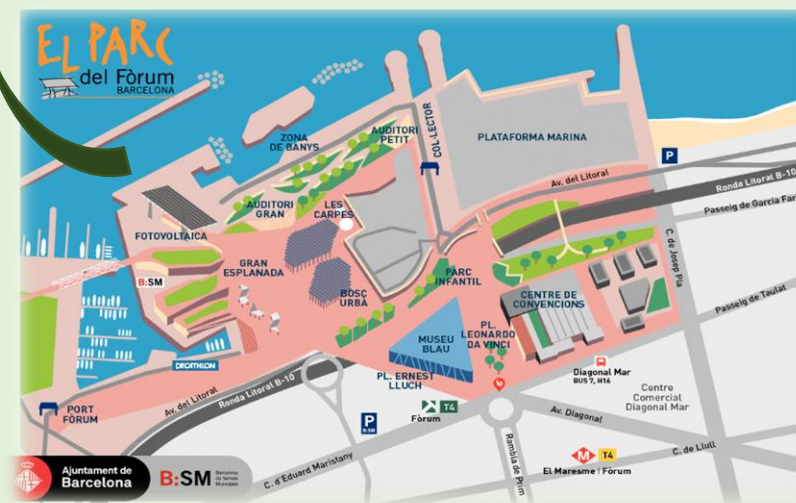 EL PARC
del Fòrum
BARCELONA
ZONA
DE BANYS
AUDITORI
PETIT
COL·LECTOR
PLATAFORMA MARINA
P
Av. del Litoral
Ronda Litoral B-10
C. de Josep Pla
Passeig de Taulat
AUDITORI
GRAN
LES
CARPES
FOTOVOLTAICA
GRAN
ESPLANADA
B:SM
BOSC
URBÀ
PARC
INFANTIL
CENTRE DE
CONVENCIONS
MUSEU
BLAU
PL.
LEONARDO
DA VINCI
PL. ERNEST
LLUCH
DECATHLON
PORT
FÒRUM
Av. del Litoral
Ronda Litoral B-10
P
B:SM
T4
Fòrum
Diagonal Mar
BUS 7, H16
Centre
Comercial
Diagonal Mar
Av. Diagonal
C. de Llull
Rambla de Prim
M T4
El Maresme | Fòrum
C. d'Eduard Maristany
Ajuntament de
Barcelona
B:SM
Barcelona
de Serveis
Municipals